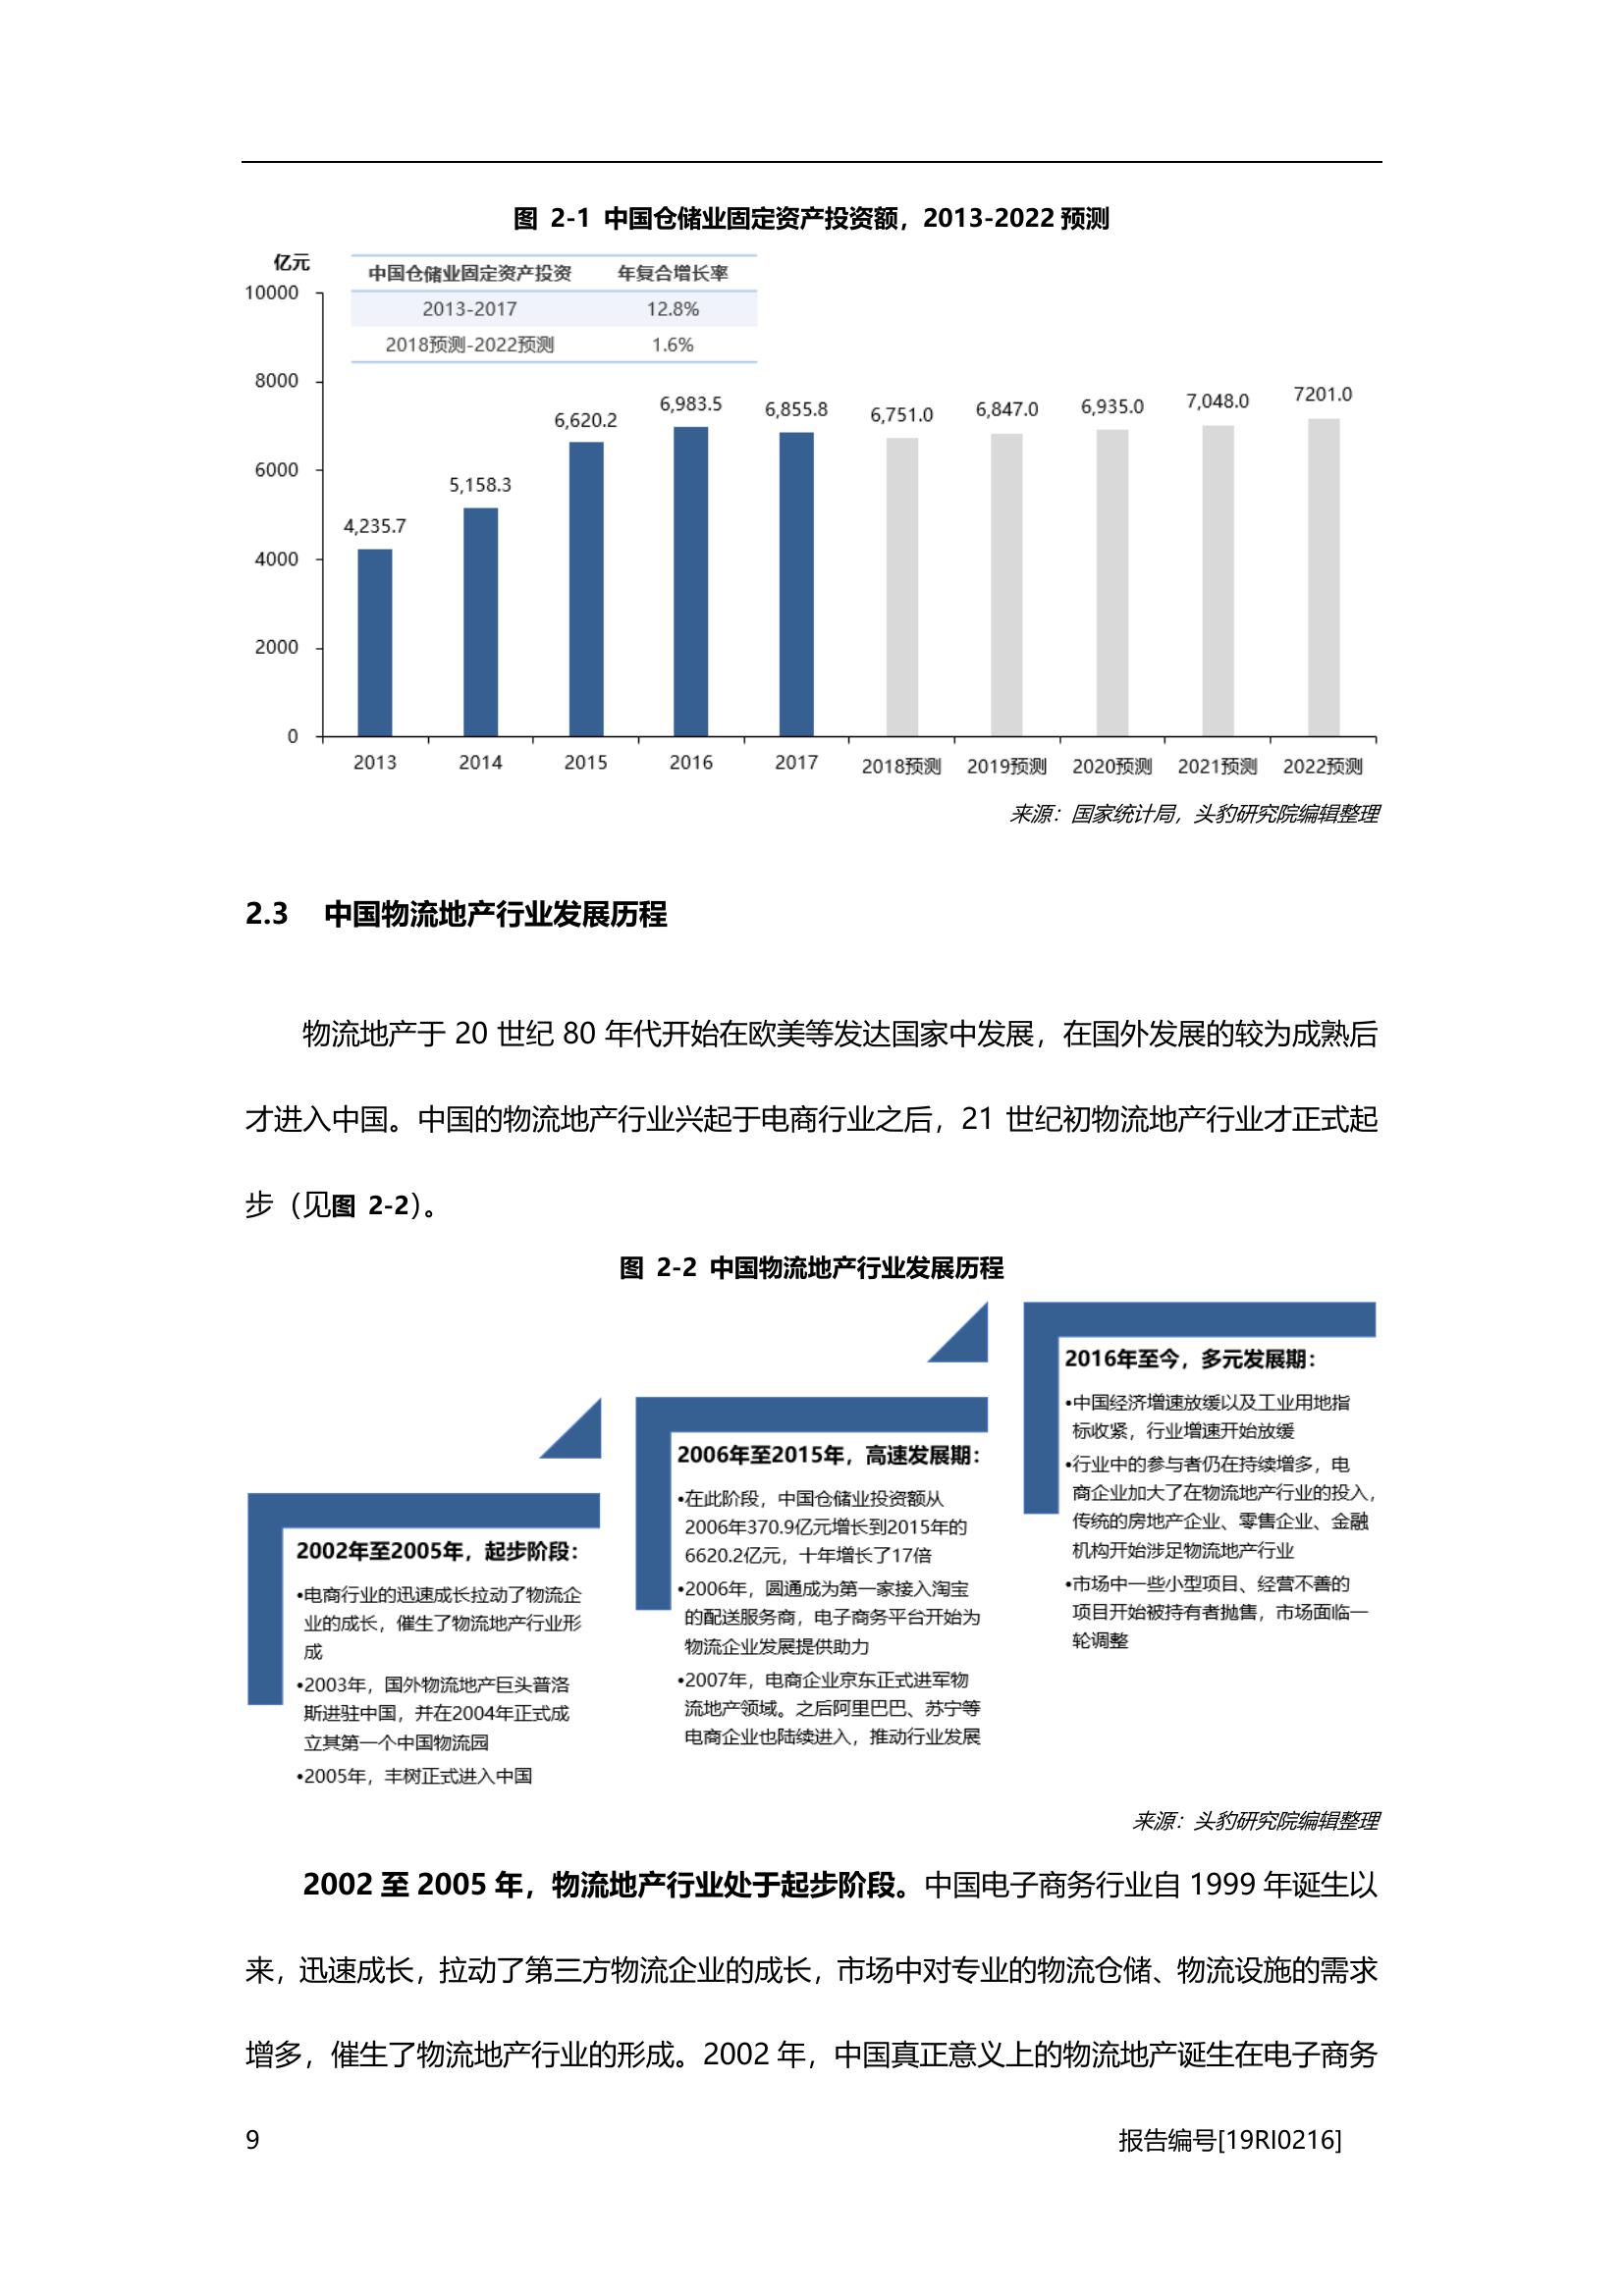 图 2-1 中国仓储业固定资产投资额，2013-2022 预测
亿元
中国仓储业固定资产投资 年复合增长率
2013-2017 12.8%
2018预测-2022预测 1.6%
10000
8000
6000
4000
2000
0
4,235.7
5,158.3
6,620.2
6,983.5
6,855.8
6,751.0
6,847.0
6,935.0
7,048.0
7201.0
2013 2014 2015 2016 2017 2018预测 2019预测 2020预测 2021预测 2022预测
来源：国家统计局，头豹研究院编辑整理
2.3 中国物流地产行业发展历程
物流地产于 20 世纪 80 年代开始在欧美等发达国家中发展，在国外发展的较为成熟后
才进入中国。中国的物流地产行业兴起于电商行业之后，21 世纪初物流地产行业才正式起
步（见图 2-2）。
图 2-2 中国物流地产行业发展历程
2002年至2005年，起步阶段：
•电商行业的迅速成长拉动了物流企
业的成长，催生了物流地产行业形
成
•2003年，国外物流地产巨头普洛
斯进驻中国，并在2004年正式成
立其第一个中国物流园
•2005年，丰树正式进入中国
2006年至2015年，高速发展期：
•在此阶段，中国仓储业投资额从
2006年370.9亿元增长到2015年的
6620.2亿元，十年增长了17倍
•2006年，圆通成为第一家接入淘宝
的配送服务商，电子商务平台开始为
物流企业发展提供助力
•2007年，电商企业京东正式进军物
流地产领域。之后阿里巴巴、苏宁等
电商企业也陆续进入，推动行业发展
2016年至今，多元发展期：
•中国经济增速放缓以及工业用地指
标收紧，行业增速开始放缓
•行业中的参与者仍在持续增多，电
商企业加大了在物流地产行业的投入，
传统的房地产企业、零售企业、金融
机构开始涉足物流地产行业
•市场中一些小型项目、经营不善的
项目开始被持有者抛售，市场面临一
轮调整
来源：头豹研究院编辑整理
2002 至 2005 年，物流地产行业处于起步阶段。中国电子商务行业自 1999 年诞生以
来，迅速成长，拉动了第三方物流企业的成长，市场中对专业的物流仓储、物流设施的需求
增多，催生了物流地产行业的形成。2002 年，中国真正意义上的物流地产诞生在电子商务
9
报告编号[19RI0216]